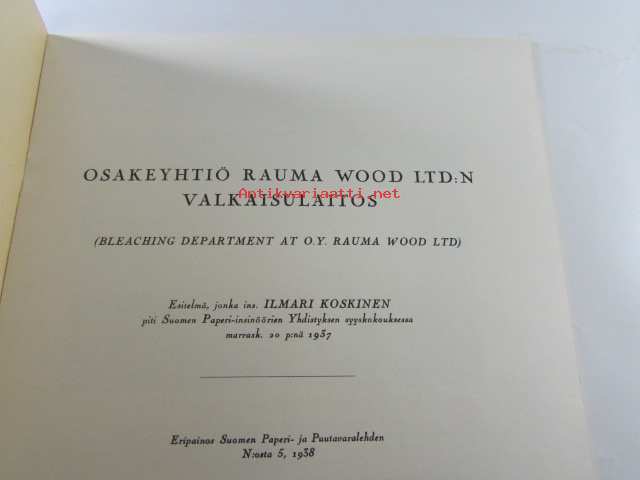 OSAKEYHTIÖ RAUMA WOOD LTD:N
VALKAISULAITOS
Antikvariaatti.net
(BLEACHING DEPARTMENT AT O.Y. RAUMA WOOD LTD)
Esitelmä, jonka ins. ILMARI KOSKINEN
piti Suomen Paperi-insinöörien Yhdistyksen syyskokouksessa
marrask. 20 p:nä 1937
Eripainos Suomen Paperi- ja Puutavaralehden
N:osta 5, 1938